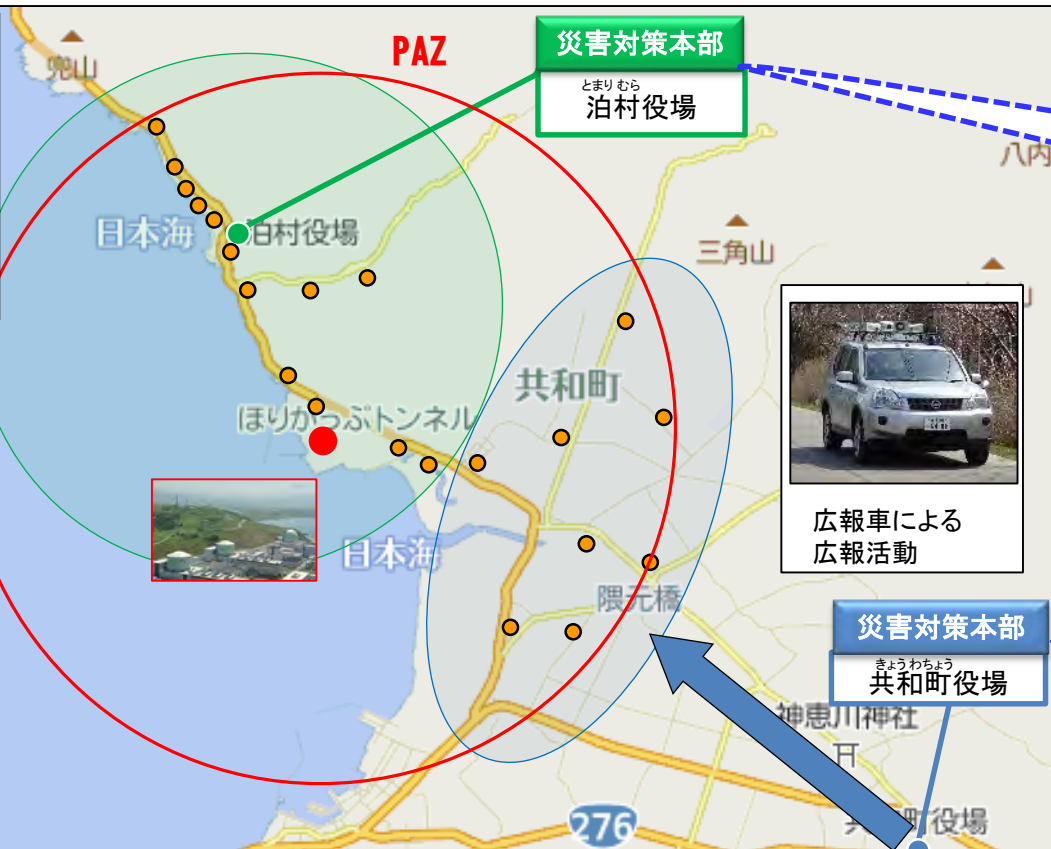 兜山
PAZ
災害対策本部
とまり むら
泊村役場
八内
日本海
泊村役場
三角山
山
共和町
ほりかっぷトンネル
日本海
広報車による
広報活動
隈元橋
災害対策本部
きょうわちょう
共和町役場
神恵川神社
276
町役場